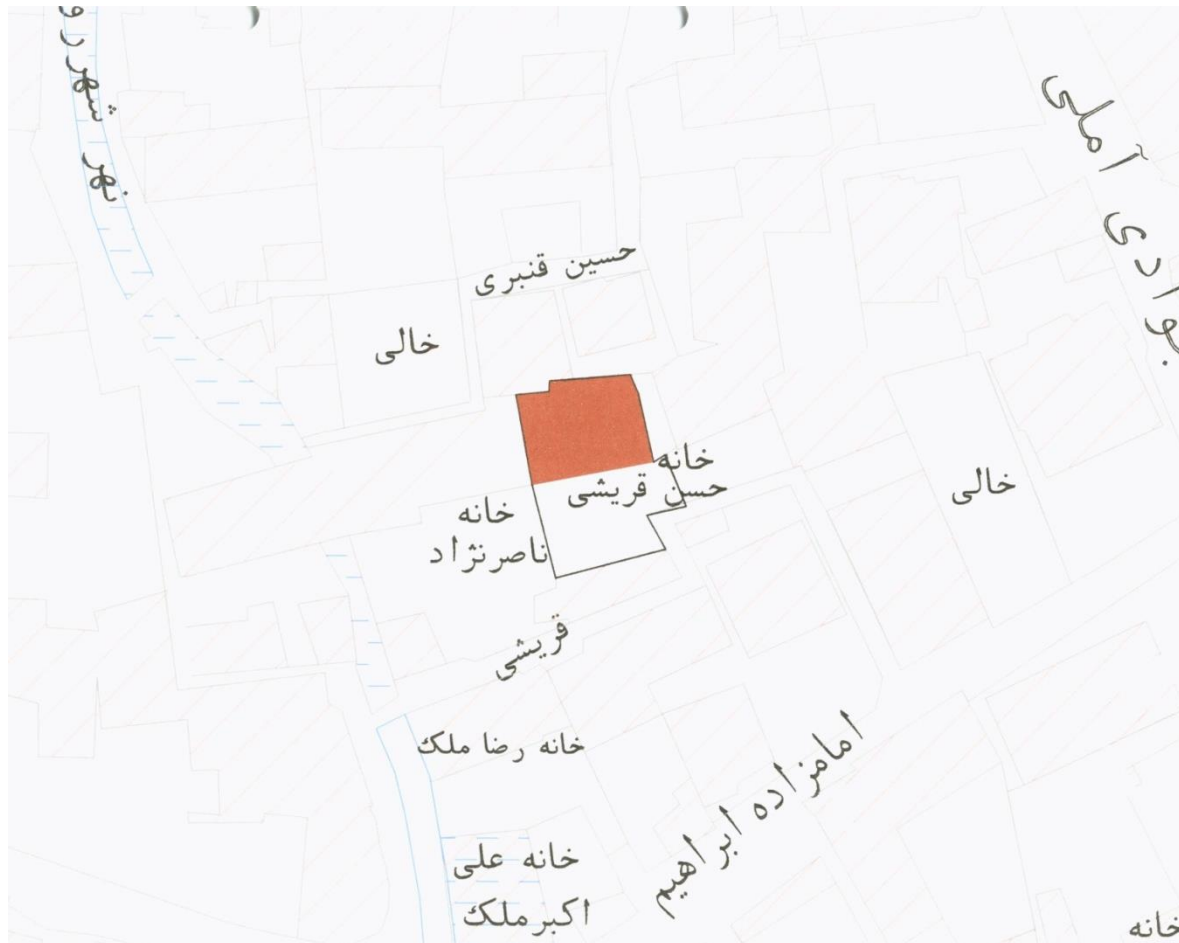 نهر شهررو
جوادی آملی
حسین قنبری
خالی
خانه
حسن قریشی
خالی
خانه
ناصرنژاد
قریشی
خانه رضا ملک
امامزاده ابراهیم
خانه علی
اکبرملک
خانه